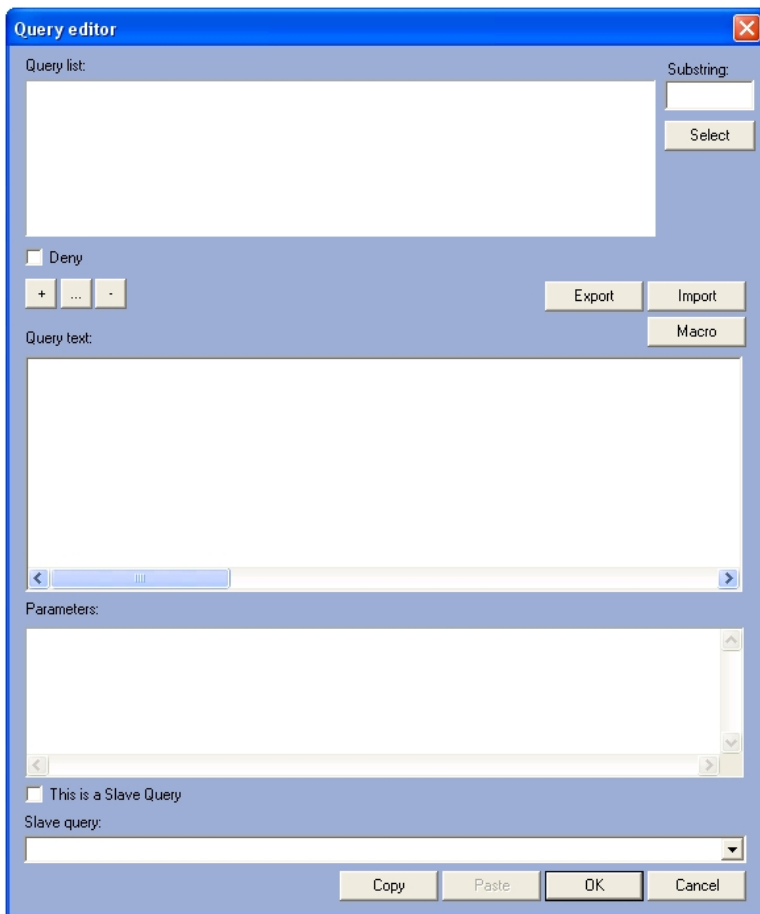 Query editor
Query list:
Substring:
Select
Deny
+ ... -
Export Import
Macro
Query text:
Parameters:
This is a Slave Query
Slave query:
Copy Paste OK Cancel